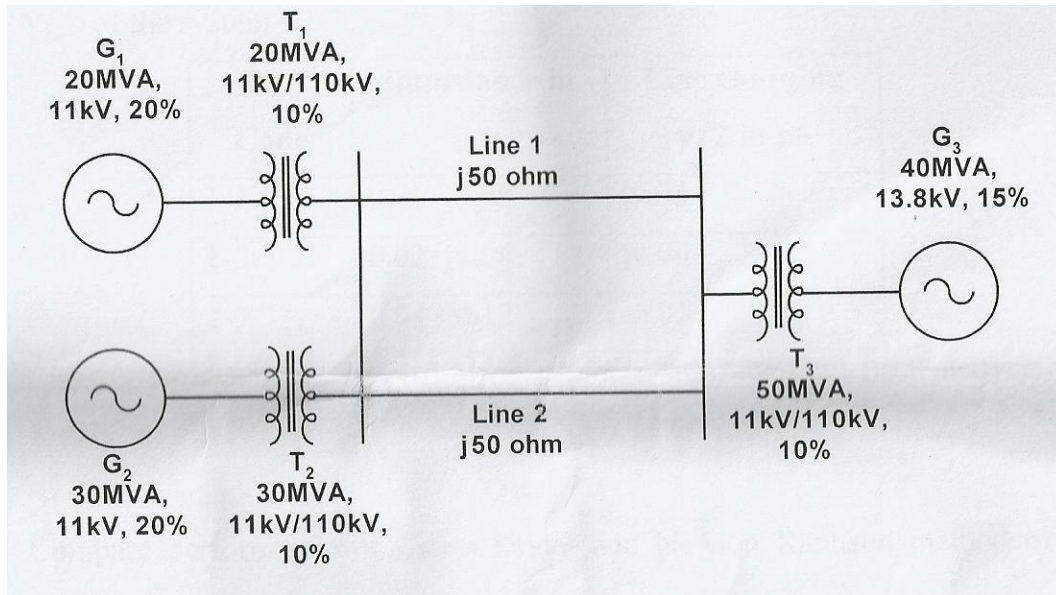 G1
20MVA,
11kV, 20%
T1
20MVA,
11kV/110kV,
10%
Line 1
j50 ohm
G3
40MVA,
13.8kV, 15%
T3
50MVA,
11kV/110kV,
10%
Line 2
j50 ohm
G2
30MVA,
11kV, 20%
T2
30MVA,
11kV/110kV,
10%